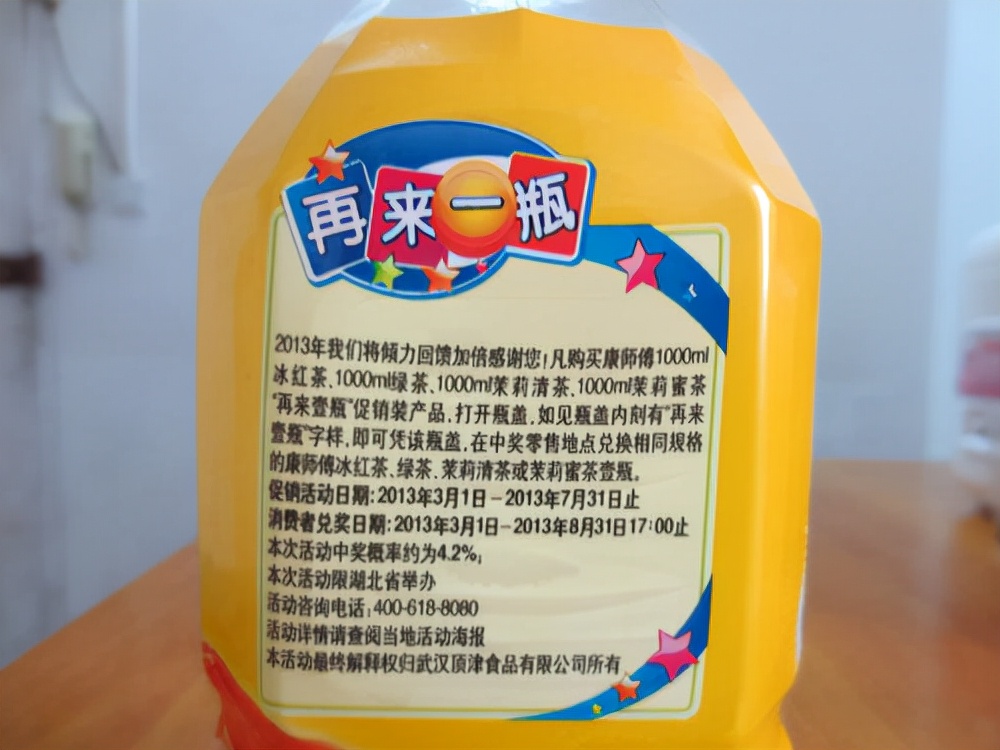 再来一瓶
2013年我们将倾力回馈加倍感谢您!凡购买康师傅1000ml
冰红茶、1000ml绿茶、1000ml茉莉清茶、1000ml茉莉蜜茶
"再来壹瓶"促销装产品,打开瓶盖,如见瓶盖内刻有"再来
壹瓶"字样,即可凭该瓶盖,在中奖零售地点兑换相同规格
的康师傅冰红茶、绿茶、茉莉清茶或茉莉蜜茶壹瓶。
促销活动日期:2013年3月1日-2013年7月31日止
消费者兑奖日期:2013年3月1日-2013年8月31日17:00止
本次活动中奖概率约为4.2%;
本次活动限湖北省举办
活动咨询电话:400-618-8080
活动详情请查阅当地活动海报
本活动最终解释权归武汉顶津食品有限公司所有